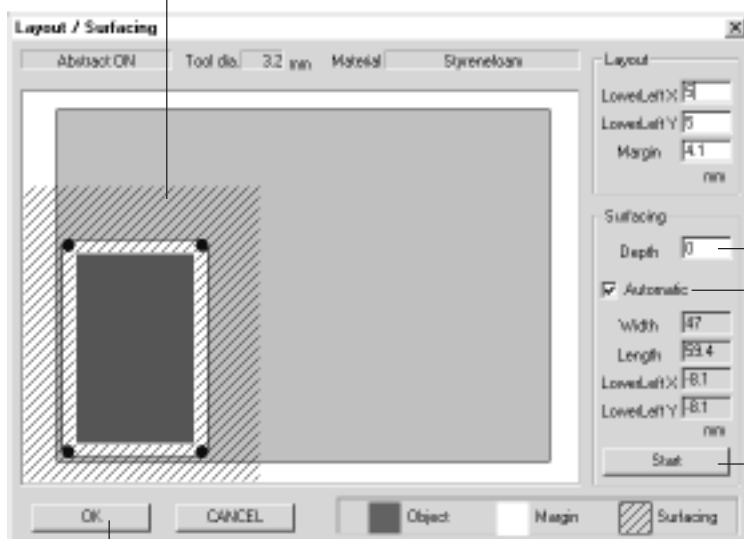 Layout / Surfacing
Abstract ON Tool dia. 3.2 mm Material Styrenefoam
Layout
LowerLeft X 5
LowerLeft Y 5
Margin 4.1
mm
Surfacing
Depth 0
Automatic
Width 47
Length 59.4
LowerLeft X -8.1
LowerLeft Y -8.1
mm
Start
OK CANCEL Object Margin Surfacing